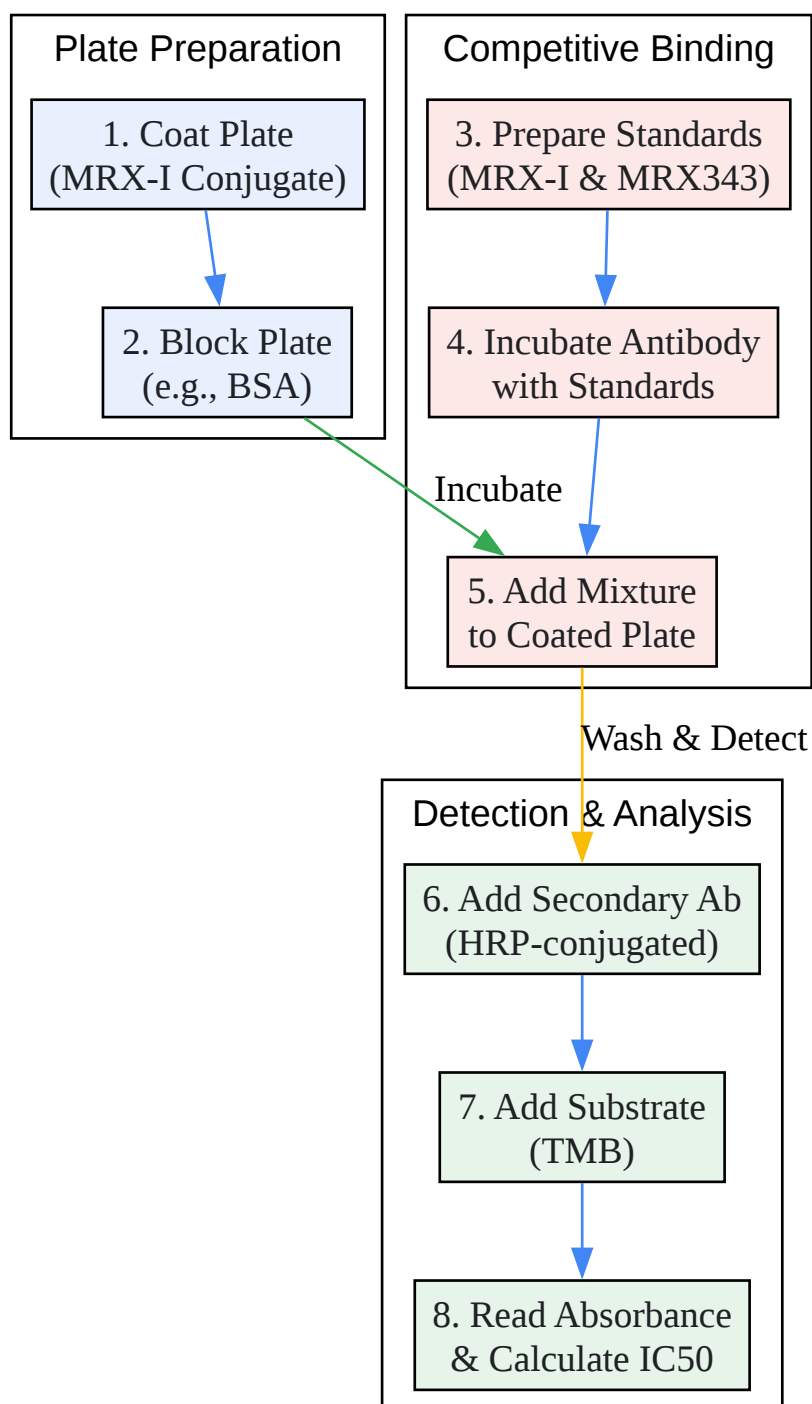 Plate Preparation
1. Coat Plate
(MRX-I Conjugate)
2. Block Plate
(e.g., BSA)
Competitive Binding
3. Prepare Standards
(MRX-I & MRX343)
4. Incubate Antibody
with Standards
Incubate
5. Add Mixture
to Coated Plate
Wash & Detect
Detection & Analysis
6. Add Secondary Ab
(HRP-conjugated)
7. Add Substrate
(TMB)
8. Read Absorbance
& Calculate IC50